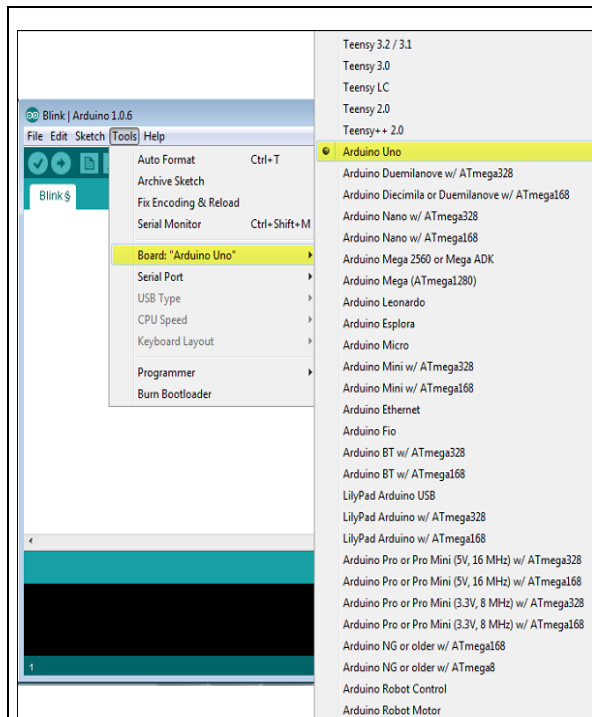 Blink | Arduino 1.0.6
File Edit Sketch Tools Help
Blink§
Auto Format Ctrl+T
Archive Sketch
Fix Encoding & Reload
Serial Monitor Ctrl+Shift+M
Board: "Arduino Uno"
Serial Port
USB Type
CPU Speed
Keyboard Layout
Programmer
Burn Bootloader
1
Teensy 3.2 / 3.1
Teensy 3.0
Teensy LC
Teensy 2.0
Teensy++ 2.0
Arduino Uno
Arduino Duemilanove w/ ATmega328
Arduino Diecimila or Duemilanove w/ ATmega168
Arduino Nano w/ ATmega328
Arduino Nano w/ ATmega168
Arduino Mega 2560 or Mega ADK
Arduino Mega (ATmega1280)
Arduino Leonardo
Arduino Esplora
Arduino Micro
Arduino Mini w/ ATmega328
Arduino Mini w/ ATmega168
Arduino Ethernet
Arduino Fio
Arduino BT w/ ATmega328
Arduino BT w/ ATmega168
LilyPad Arduino USB
LilyPad Arduino w/ ATmega328
LilyPad Arduino w/ ATmega168
Arduino Pro or Pro Mini (5V, 16 MHz) w/ ATmega328
Arduino Pro or Pro Mini (5V, 16 MHz) w/ ATmega168
Arduino Pro or Pro Mini (3.3V, 8 MHz) w/ ATmega328
Arduino Pro or Pro Mini (3.3V, 8 MHz) w/ ATmega168
Arduino NG or older w/ ATmega168
Arduino NG or older w/ ATmega8
Arduino Robot Control
Arduino Robot Motor